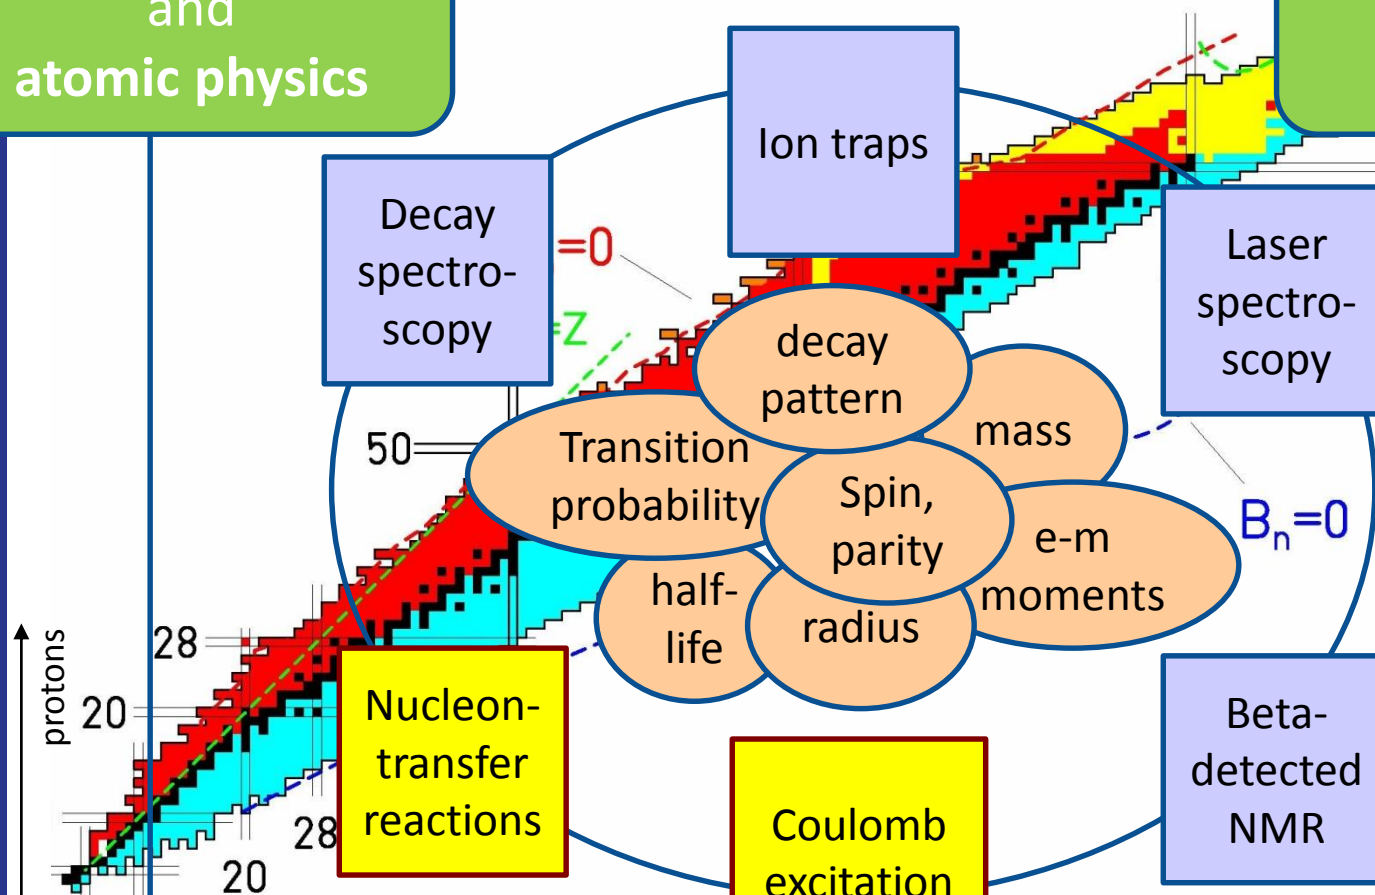 and
atomic physics
Ion traps
Decay
spectro-
scopy
=0
=Z
Laser
spectro-
scopy
decay
pattern
mass
50
Transition
probability
Spin,
parity
e-m
moments
Bn=0
half-
life
radius
protons
28
20
Nucleon-
transfer
reactions
28
20
Coulomb
excitation
Beta-
detected
NMR